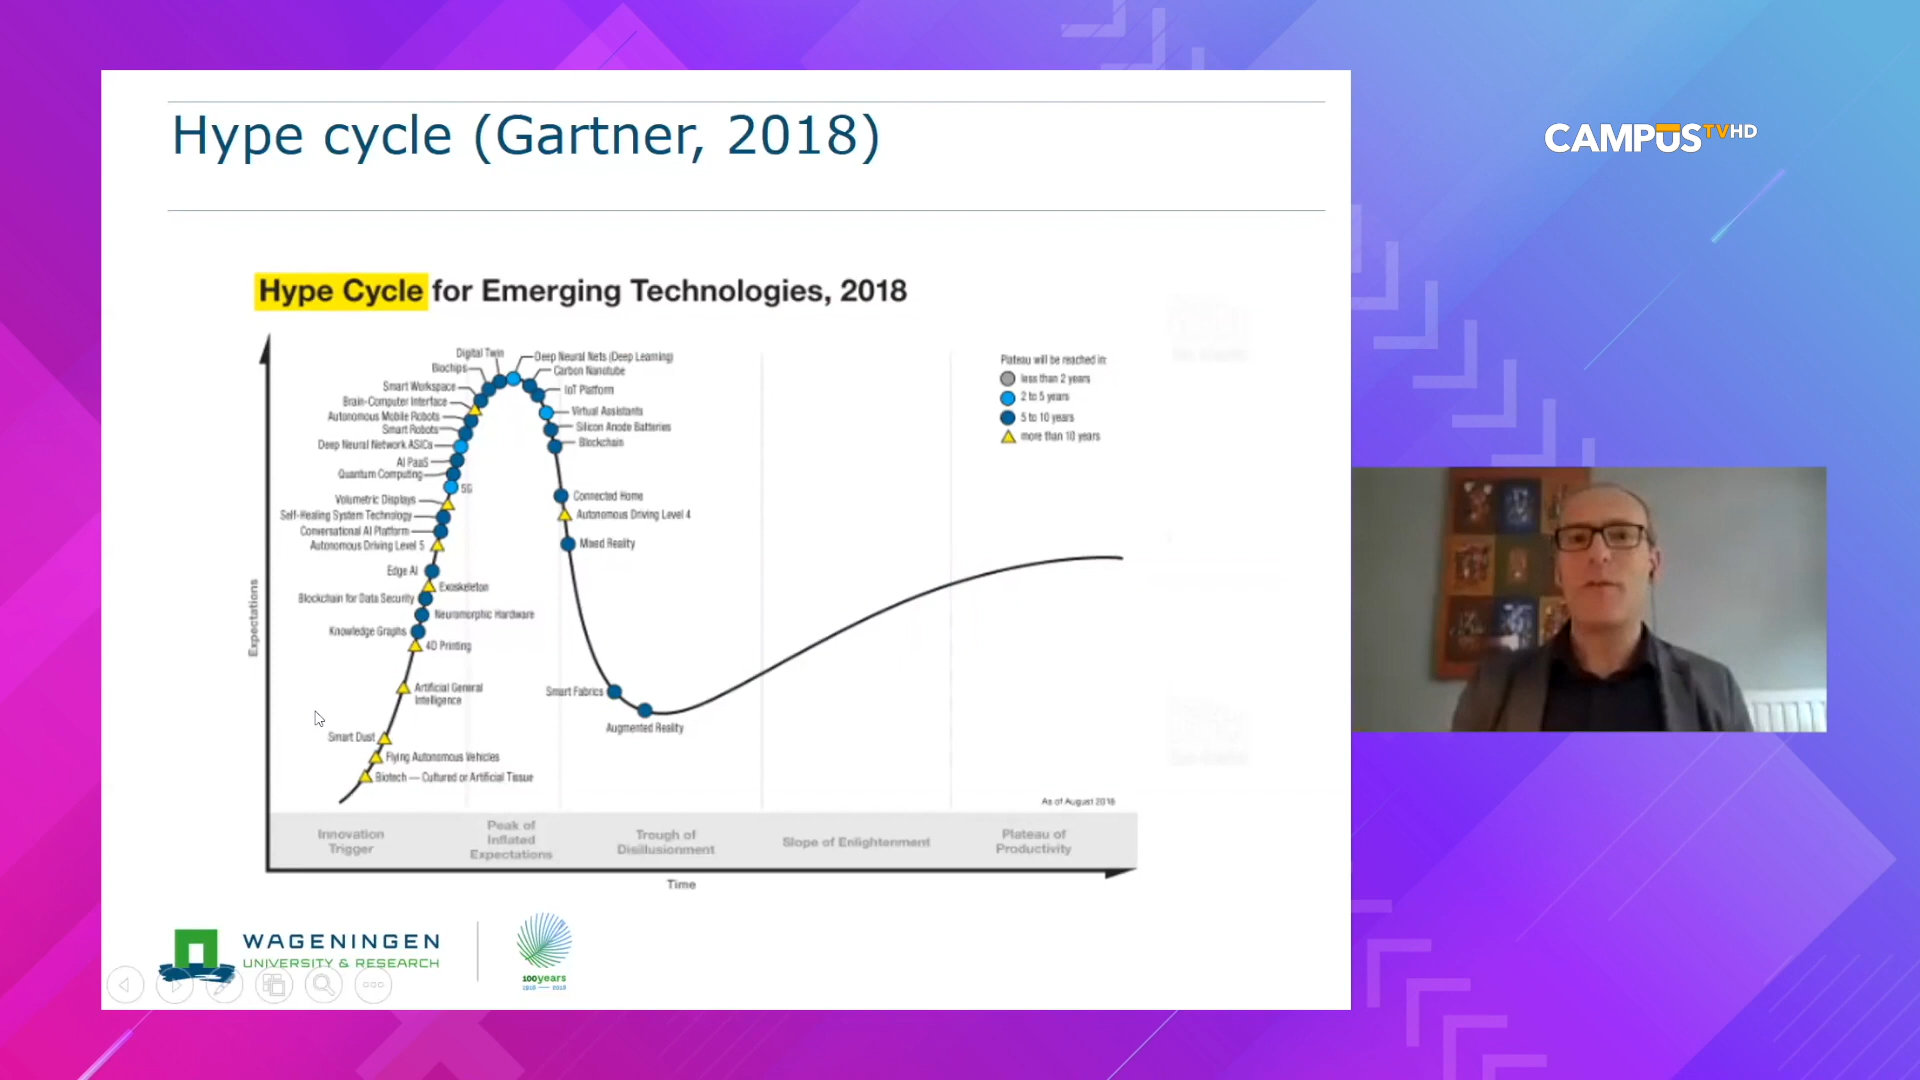 Hype cycle (Gartner, 2018)
CAMPUS TV HD
Hype Cycle for Emerging Technologies, 2018
Digital Twin
Deep Neural Nets (Deep Learning)
Biochips
Carbon Nanotube
Smart Workspace
IoT Platform
Brain-Computer Interface
Virtual Assistants
Autonomous Mobile Robots
Silicon Anode Batteries
Smart Robots
Blockchain
Deep Neural Network ASICs
AI PaaS
Quantum Computing
5G
Volumetric Displays
Connected Home
Self-Healing System Technology
Autonomous Driving Level 4
Conversational AI Platform
Mixed Reality
Autonomous Driving Level 5
Edge AI
Exoskeleton
Blockchain for Data Security
Neuromorphic Hardware
Knowledge Graphs
4D Printing
Artificial General
Intelligence
Smart Fabrics
Augmented Reality
Smart Dust
Flying Autonomous Vehicles
Biotech — Cultured or Artificial Tissue
Plateau will be reached in:
less than 2 years
2 to 5 years
5 to 10 years
more than 10 years
As of August 2018
Expectations
Innovation
Trigger
Peak of
Inflated
Expectations
Trough of
Disillusionment
Slope of Enlightenment
Plateau of
Productivity
Time
WAGENINGEN
UNIVERSITY & RESEARCH
100years
1918 — 2018